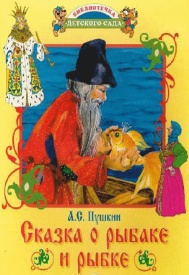 БИБЛИОТЕЧКА
ДЕТСКОГО САДА
А.С. Пушкин
Сказка о рыбаке
и рыбке